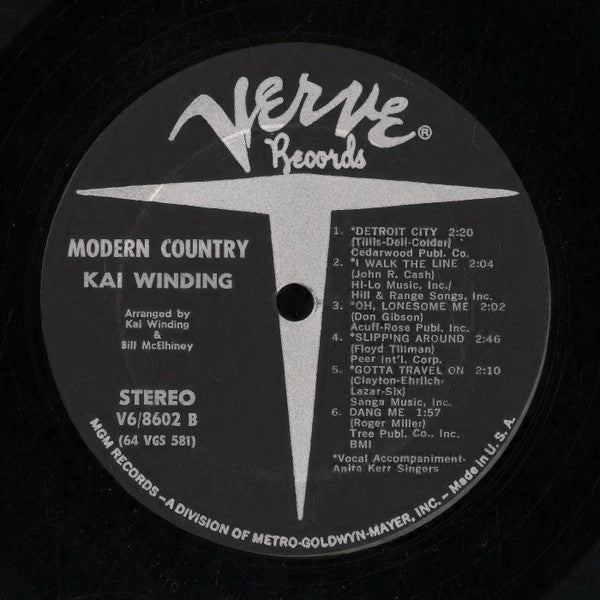 Verve ®
Records
MODERN COUNTRY
KAI WINDING
Arranged by
Kai Winding
&
Bill McElhiney
STEREO
V6/8602 B
(64 VGS 581)
1. *DETROIT CITY 2:20
(Tillis-Dell-Coldar)
Cedarwood Publ. Co.
2. *I WALK THE LINE 2:04
(John R. Cash)
Hi-Lo Music, Inc./
Hill & Range Songs, Inc.
3. *OH, LONESOME ME 2:02
(Don Gibson)
Acuff-Rose Publ. Inc.
4. *SLIPPING AROUND 2:46
(Floyd Tillman)
Peer Int'l. Corp.
5. *GOTTA TRAVEL ON 2:10
(Clayton-Ehrlich-
Lazar-Six)
Sanga Music, Inc.
6. DANG ME 1:57
(Roger Miller)
Tree Publ. Co., Inc.
BMI
*Vocal Accompaniment-
Anita Kerr Singers
MGM RECORDS—A DIVISION OF METRO-GOLDWYN-MAYER, INC. — Made in U. S. A.